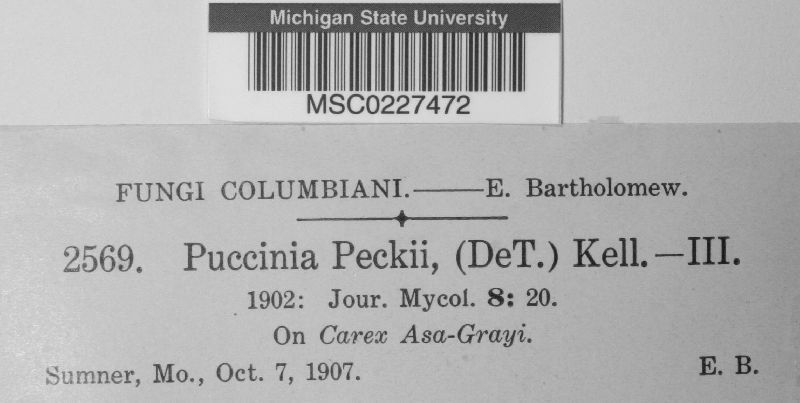 Michigan State University
MSC0227472
FUNGI COLUMBIANI.——E. Bartholomew.
2569. Puccinia Peckii, (DeT.) Kell.—III.
1902: Jour. Mycol. 8: 20.
On Carex Asa-Grayi.
Sumner, Mo., Oct. 7, 1907. E. B.